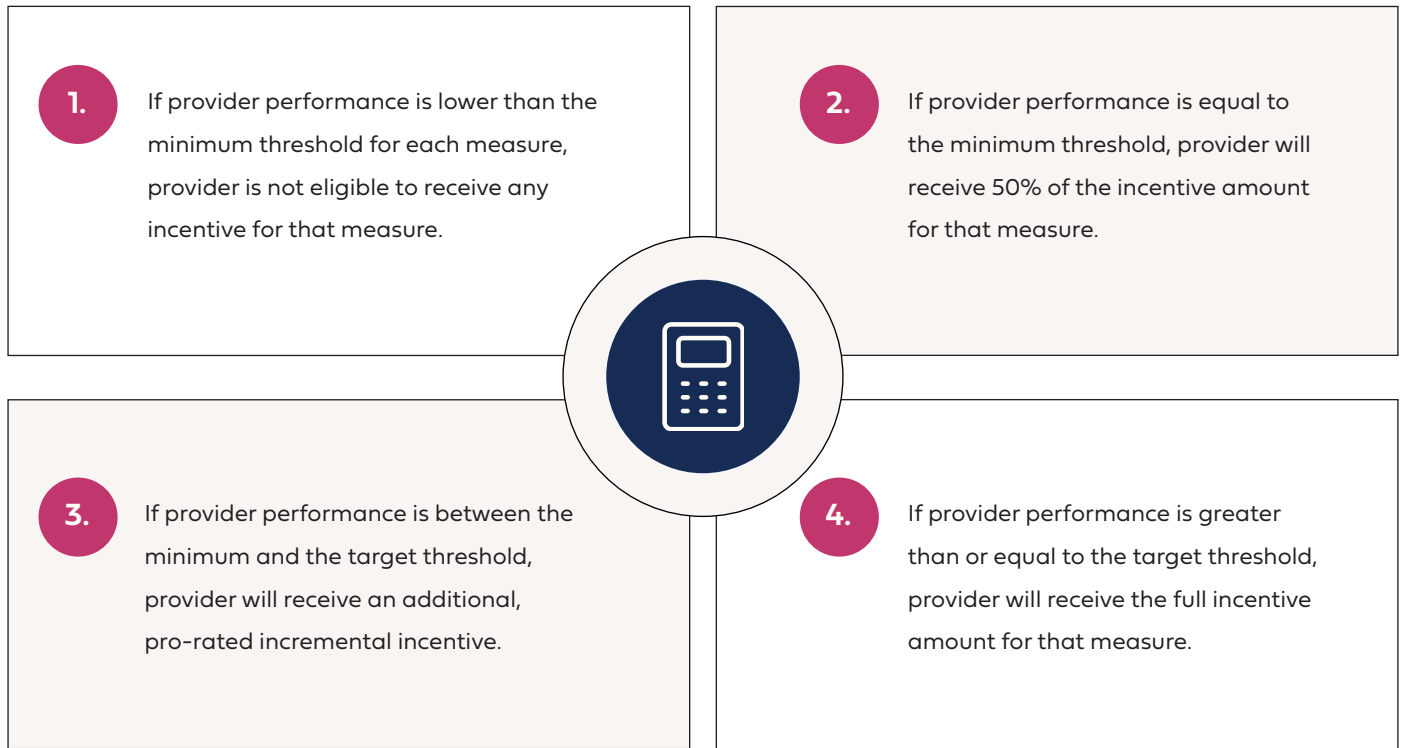 1.
If provider performance is lower than the
minimum threshold for each measure,
provider is not eligible to receive any
incentive for that measure.
2.
If provider performance is equal to
the minimum threshold, provider will
receive 50% of the incentive amount
for that measure.
3.
If provider performance is between the
minimum and the target threshold,
provider will receive an additional,
pro-rated incremental incentive.
4.
If provider performance is greater
than or equal to the target threshold,
provider will receive the full incentive
amount for that measure.